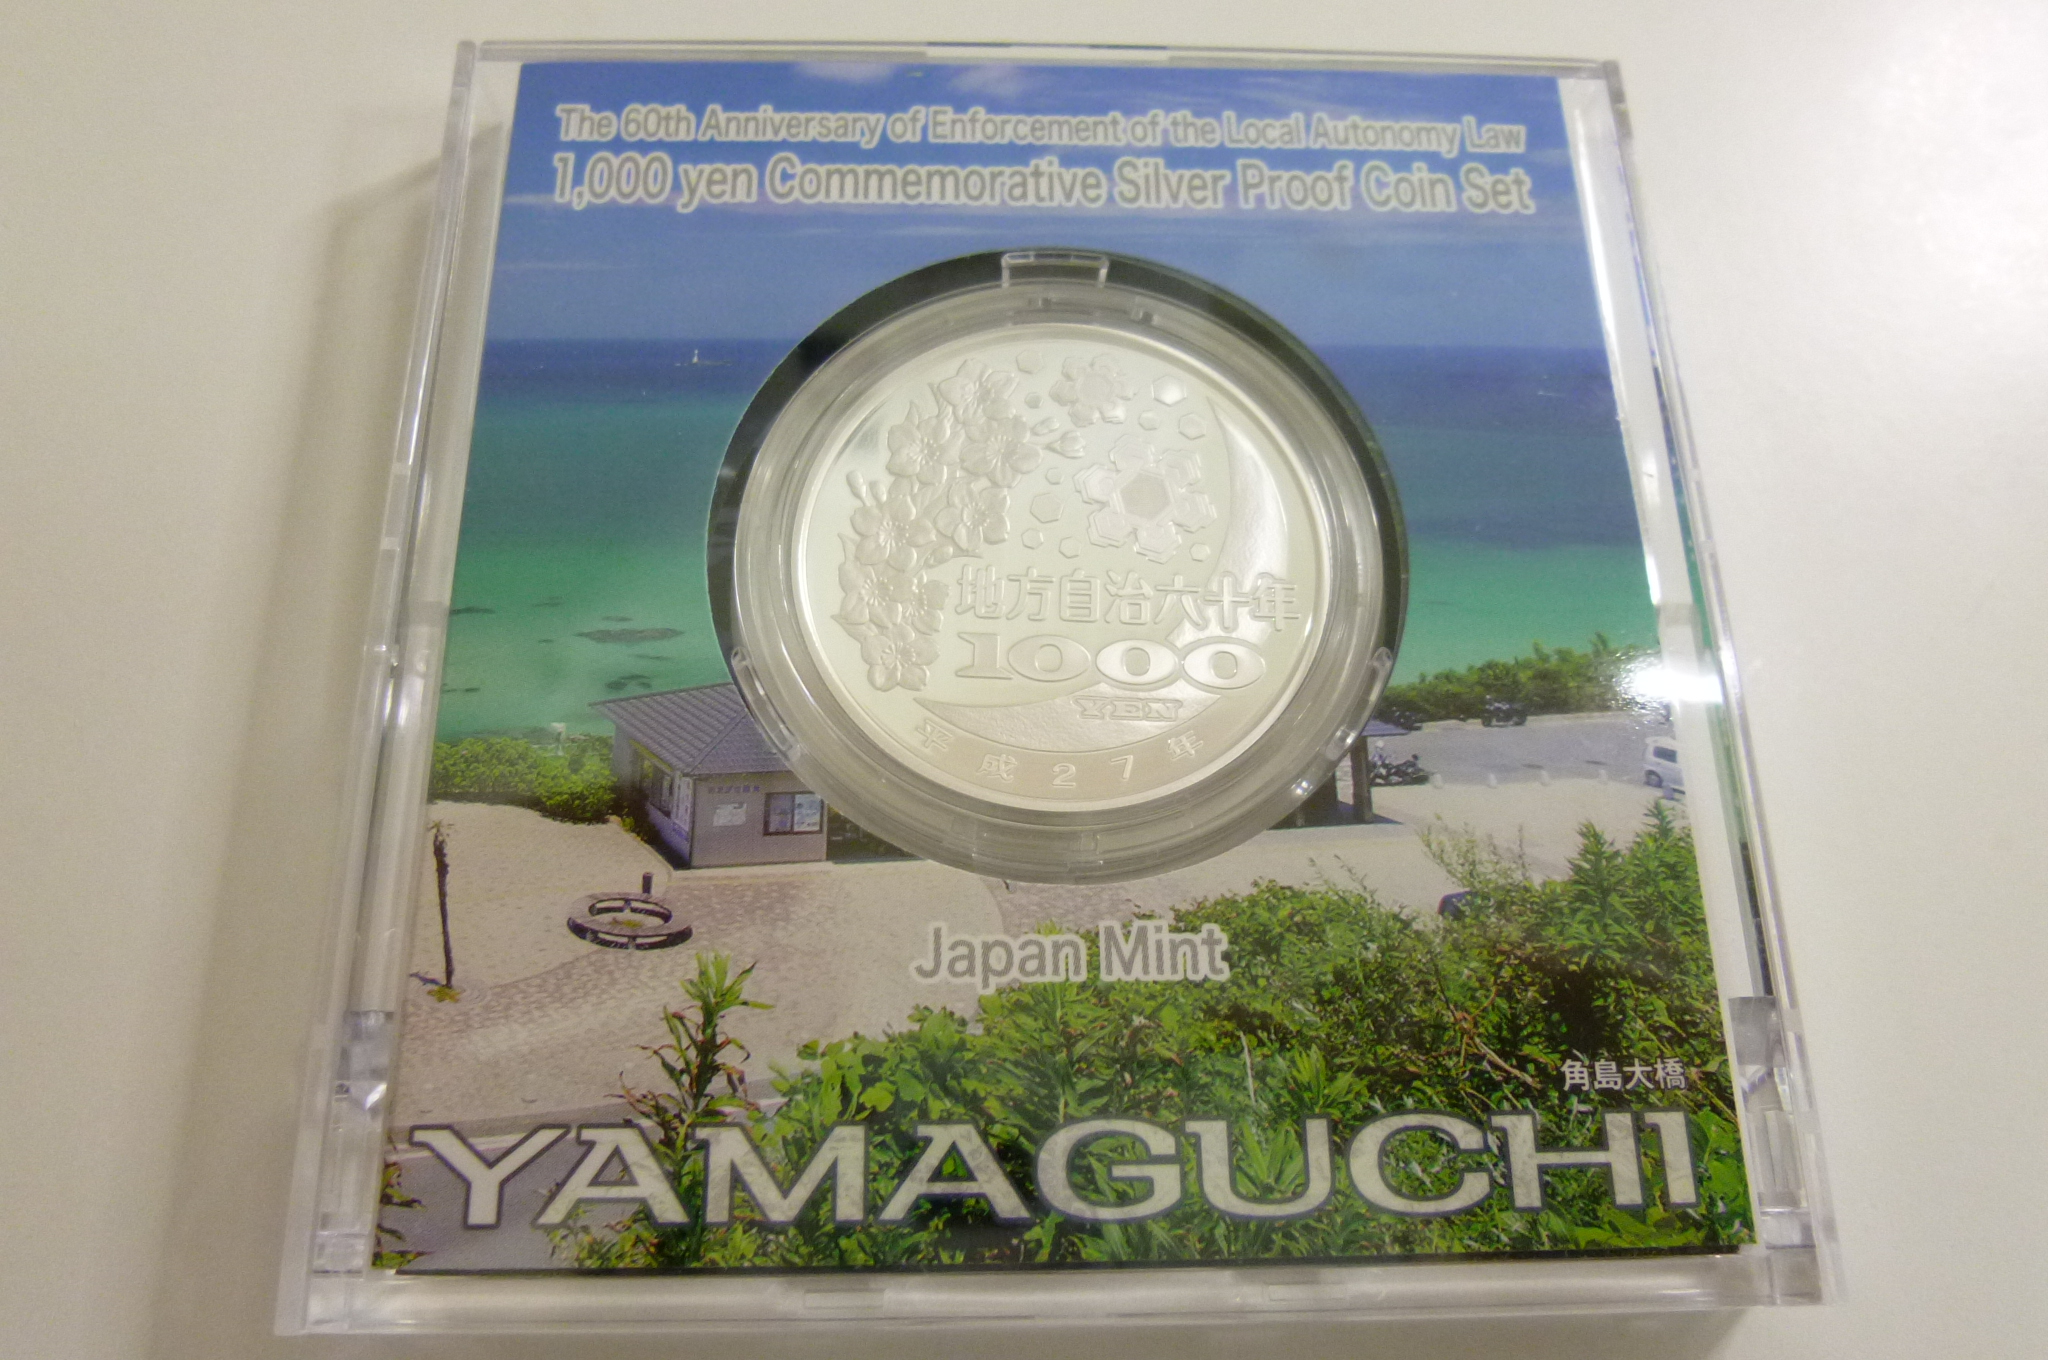 The 60th Anniversary of Enforcement of the Local Autonomy Law
1,000 yen Commemorative Silver Proof Coin Set
地方自治六十年
1000
YEN
平成27年
Japan Mint
角島大橋
YAMAGUCHI